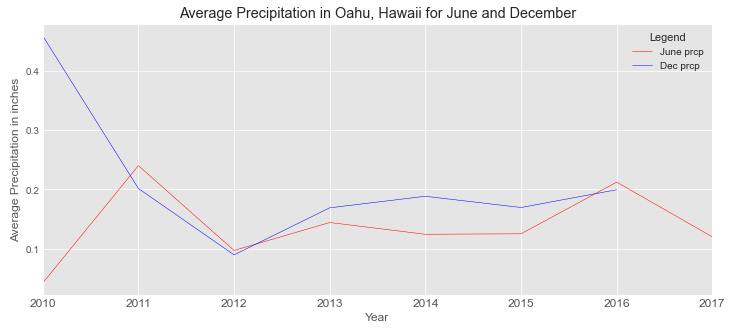 Average Precipitation in Oahu, Hawaii for June and December
Legend
June prcp
Dec prcp
Average Precipitation in inches
0.4
0.3
0.2
0.1
2010 2011 2012 2013 2014 2015 2016 2017
Year